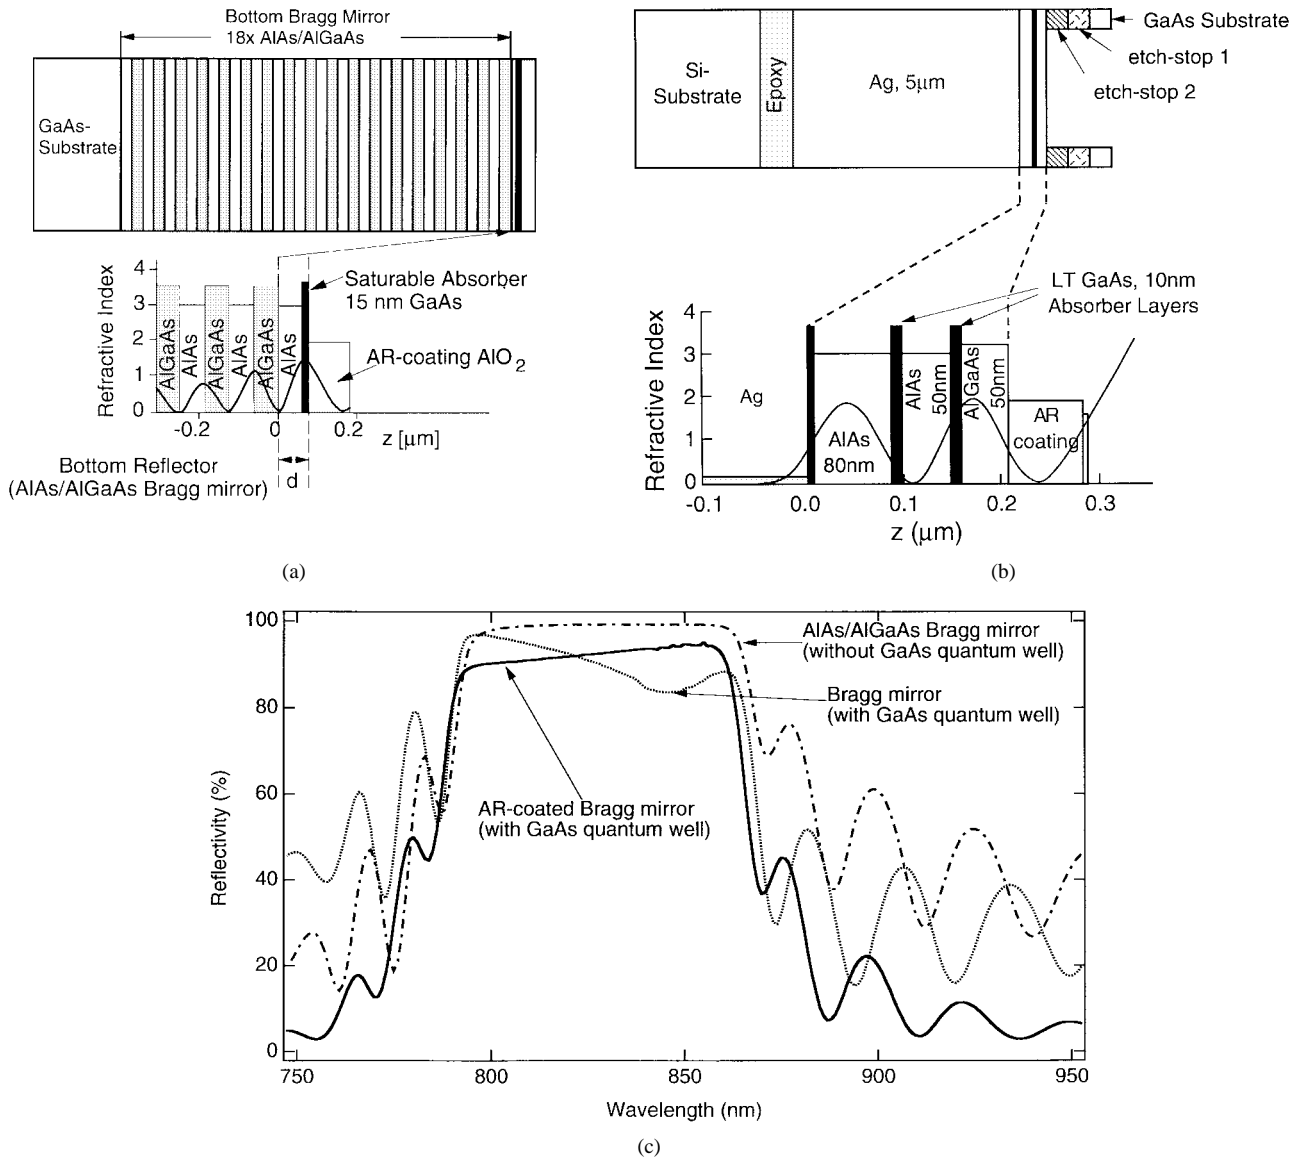 Bottom Bragg Mirror
18x AlAs/AlGaAs
GaAs-
Substrate
Refractive Index
4
3
2
1
0
AlGaAs
AlAs
AlGaAs
AlAs
AlGaAs
AlAs
Saturable Absorber
15 nm GaAs
AR-coating AlO2
-0.2
0
0.2
z [μm]
Bottom Reflector
(AlAs/AlGaAs Bragg mirror)
d
(a)
Si-
Substrate
Epoxy
Ag, 5μm
GaAs Substrate
etch-stop 1
etch-stop 2
LT GaAs, 10nm
Absorber Layers
Refractive Index
4
3
2
1
0
Ag
AlAs
80nm
AlAs
50nm
AlGaAs
50nm
AR
coating
-0.1
0.0
0.1
0.2
0.3
z (μm)
(b)
Reflectivity (%)
100
80
60
40
20
0
AlAs/AlGaAs Bragg mirror
(without GaAs quantum well)
Bragg mirror
(with GaAs quantum well)
AR-coated Bragg mirror
(with GaAs quantum well)
750
800
850
900
950
Wavelength (nm)
(c)